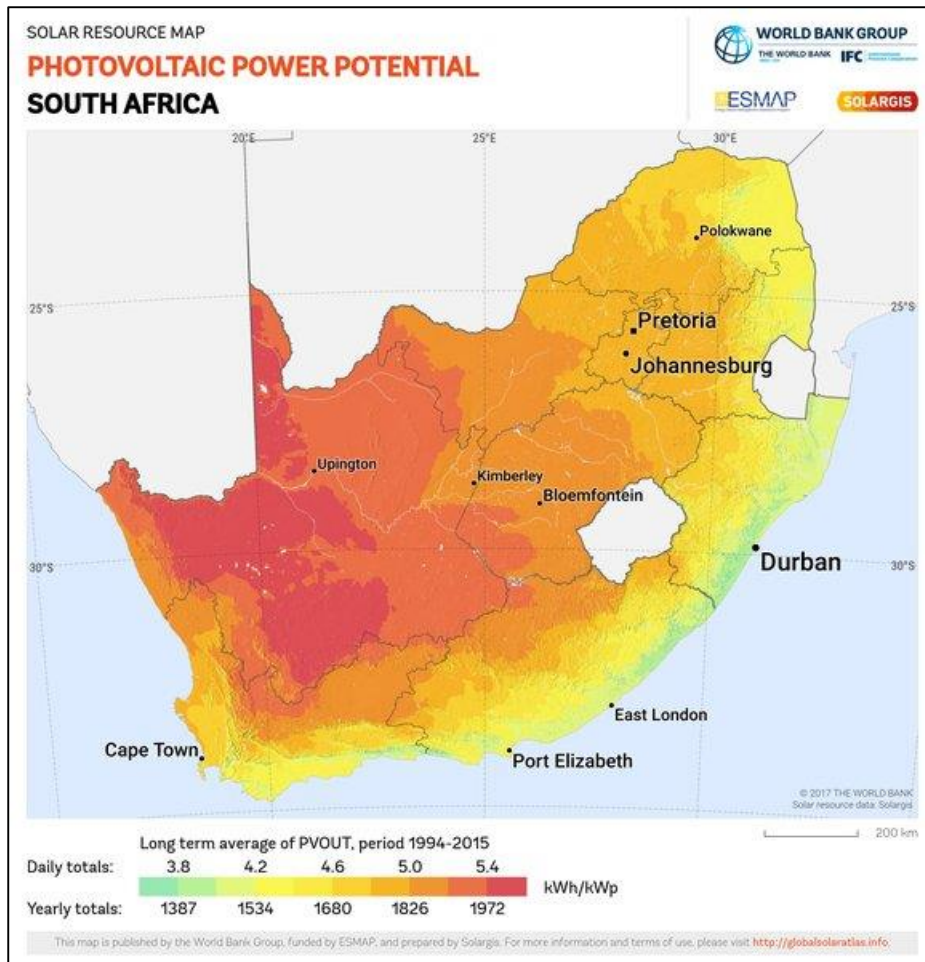 SOLAR RESOURCE MAP
PHOTOVOLTAIC POWER POTENTIAL
SOUTH AFRICA
WORLD BANK GROUP
THE WORLD BANK
IFC
ESMAP
SOLARGIS
20°E
25°E
30°E
Polokwane
25°S
25°S
Pretoria
Johannesburg
Upington
Kimberley
Bloemfontein
Durban
30°S
30°S
East London
Cape Town
Port Elizabeth
© 2017 THE WORLD BANK
Solar resource data: Solargis
200 km
Long term average of PVOUT, period 1994-2015
Daily totals: 3.8 4.2 4.6 5.0 5.4
kWh/kWp
Yearly totals: 1387 1534 1680 1826 1972
This map is published by the World Bank Group, funded by ESMAP, and prepared by Solargis. For more information and terms of use, please visit http://globalsolaratlas.info.